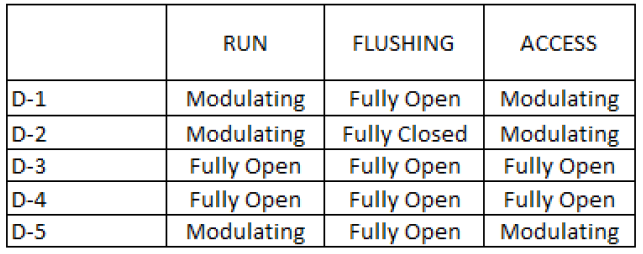 RUN FLUSHING ACCESS
D-1 Modulating Fully Open Modulating
D-2 Modulating Fully Closed Modulating
D-3 Fully Open Fully Open Fully Open
D-4 Fully Open Fully Open Fully Open
D-5 Modulating Fully Open Modulating